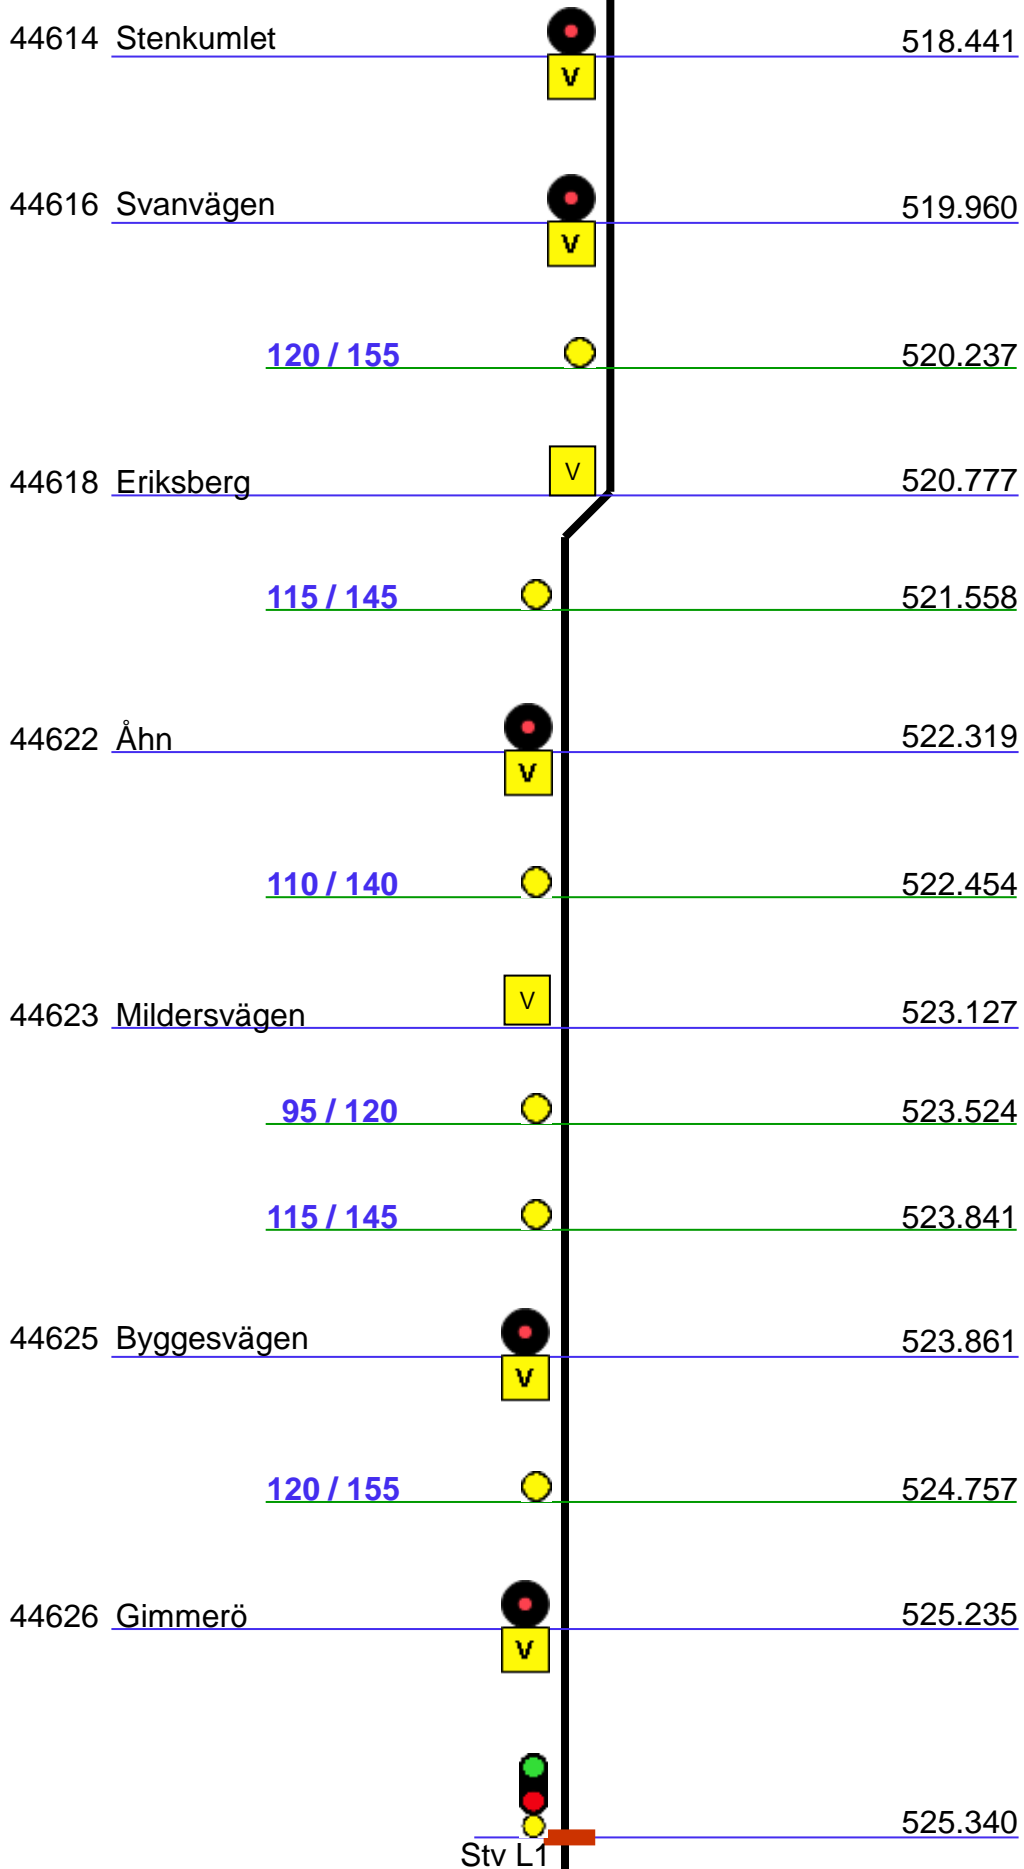 44614 Stenkumlet 518.441
V
44616 Svanvägen 519.960
V
120 / 155 520.237
44618 Eriksberg V 520.777
115 / 145 521.558
44622 Åhn 522.319
V
110 / 140 522.454
44623 Mildersvägen V 523.127
95 / 120 523.524
115 / 145 523.841
44625 Byggesvägen 523.861
V
120 / 155 524.757
44626 Gimmerö 525.235
V
525.340
Stv L1